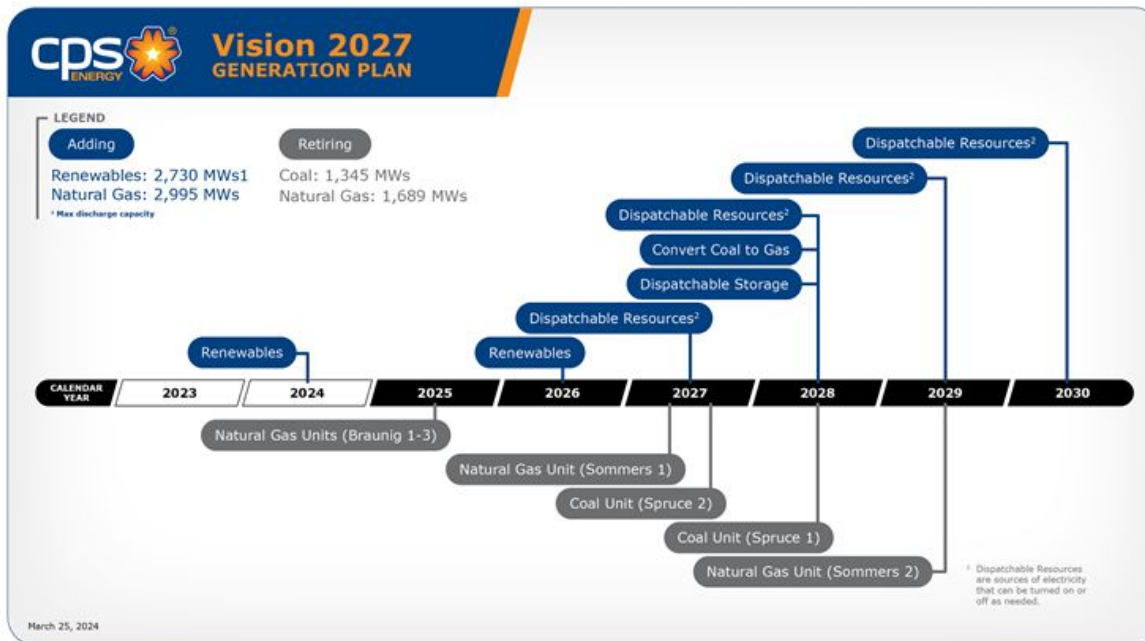 cps
ENERGY
®
Vision 2027
GENERATION PLAN
LEGEND
Adding
Renewables: 2,730 MWs1
Natural Gas: 2,995 MWs
¹ Max discharge capacity
Retiring
Coal: 1,345 MWs
Natural Gas: 1,689 MWs
Dispatchable Resources²
Dispatchable Resources²
Dispatchable Resources²
Convert Coal to Gas
Dispatchable Storage
Dispatchable Resources²
Renewables
Renewables
CALENDAR
YEAR
2023
2024
2025
2026
2027
2028
2029
2030
Natural Gas Units (Braunig 1-3)
Natural Gas Unit (Sommers 1)
Coal Unit (Spruce 2)
Coal Unit (Spruce 1)
Natural Gas Unit (Sommers 2)
² Dispatchable Resources
are sources of electricity
that can be turned on or
off as needed.
March 25, 2024